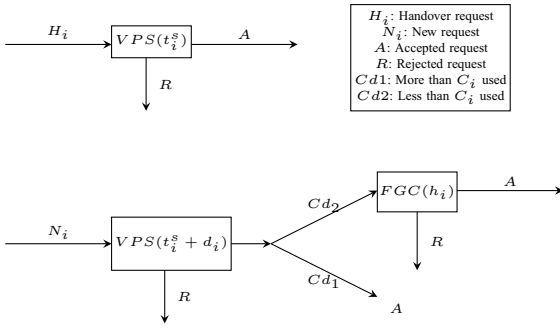 H_i
VPS(t_i^s)
A
R
H_i: Handover request
N_i: New request
A: Accepted request
R: Rejected request
Cd1: More than C_i used
Cd2: Less than C_i used
N_i
VPS(t_i^s + d_i)
R
Cd_2
Cd_1
FGC(h_i)
A
R
A